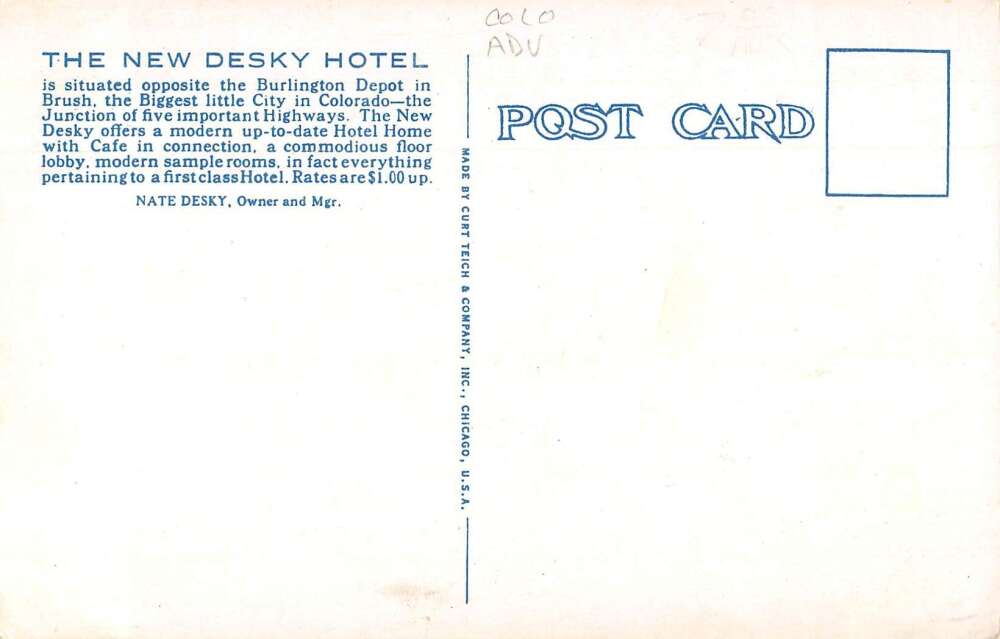 COLO
ADV
THE NEW DESKY HOTEL
is situated opposite the Burlington Depot in
Brush, the Biggest little City in Colorado—the
Junction of five important Highways. The New
Desky offers a modern up-to-date Hotel Home
with Cafe in connection, a commodious floor
lobby, modern sample rooms, in fact everything
pertaining to a first class Hotel. Rates are $1.00 up.
NATE DESKY, Owner and Mgr.
MADE BY CURT TEICH & COMPANY, INC., CHICAGO, U.S.A.
POST CARD